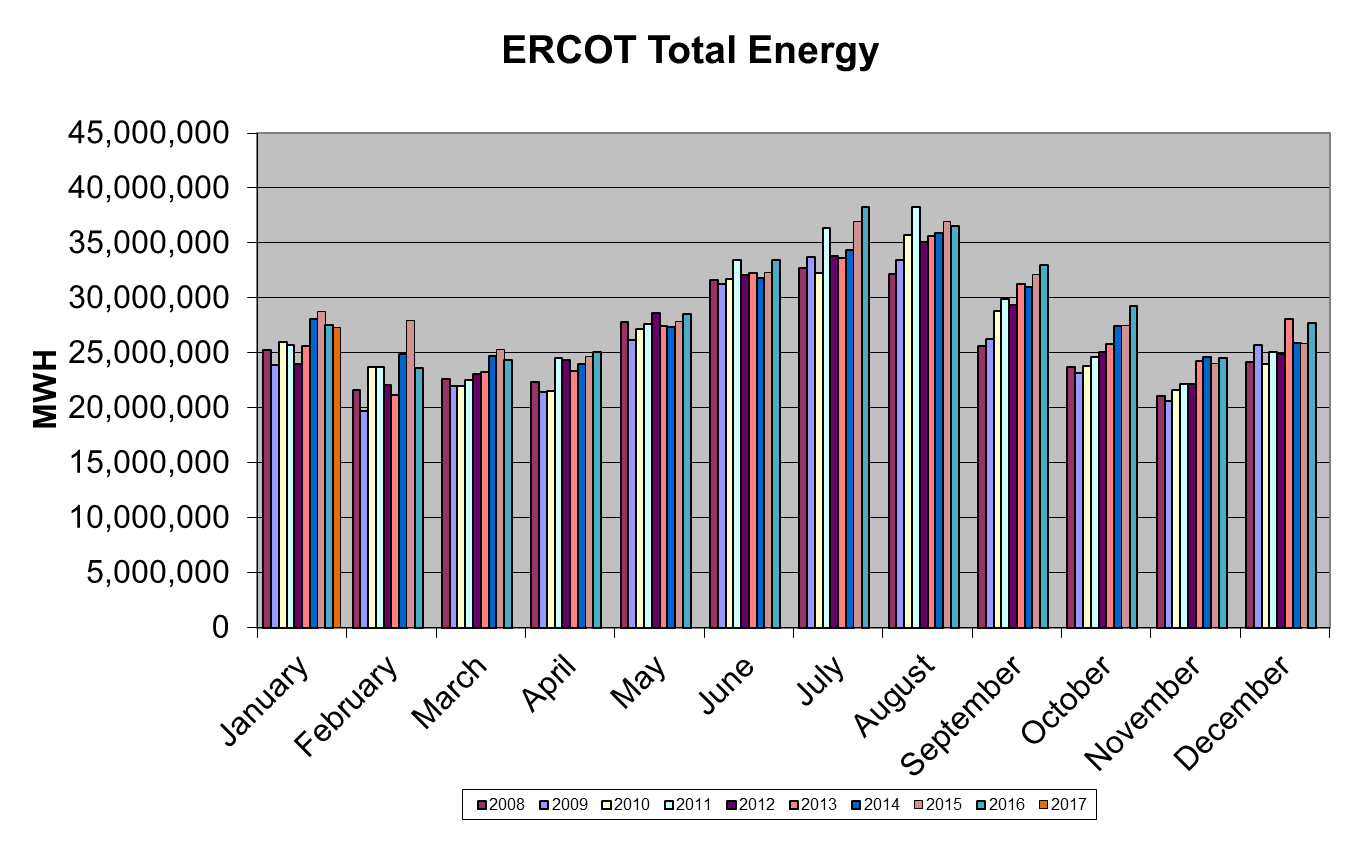 ERCOT Total Energy
45,000,000
40,000,000
35,000,000
30,000,000
25,000,000
20,000,000
15,000,000
10,000,000
5,000,000
0
MWH
January February March April May June July August September October November December
2008 2009 2010 2011 2012 2013 2014 2015 2016 2017